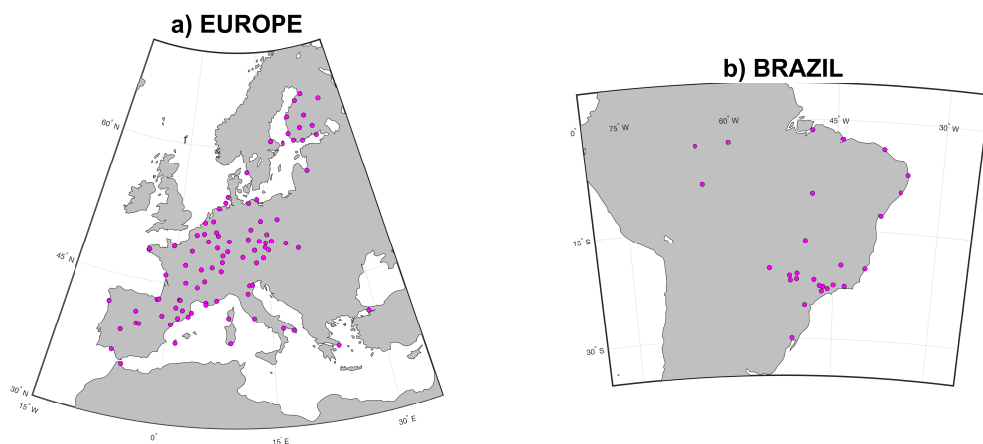 a) EUROPE
60° N
45° N
30° N
15° W
0°
15° E
30° E
b) BRAZIL
75° W
60° W
45° W
30° W
0°
15° S
30° S